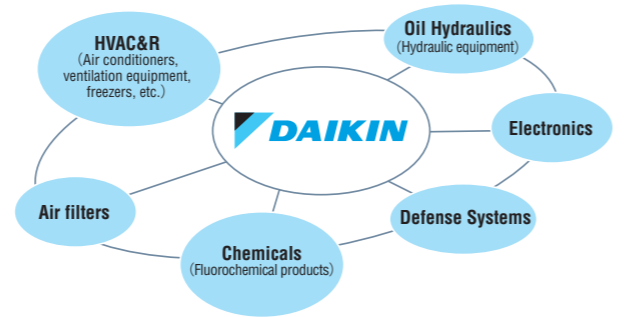 HVAC&R
(Air conditioners,
ventilation equipment,
freezers, etc.)
Oil Hydraulics
(Hydraulic equipment)
DAIKIN
Electronics
Air filters
Defense Systems
Chemicals
(Fluorochemical products)